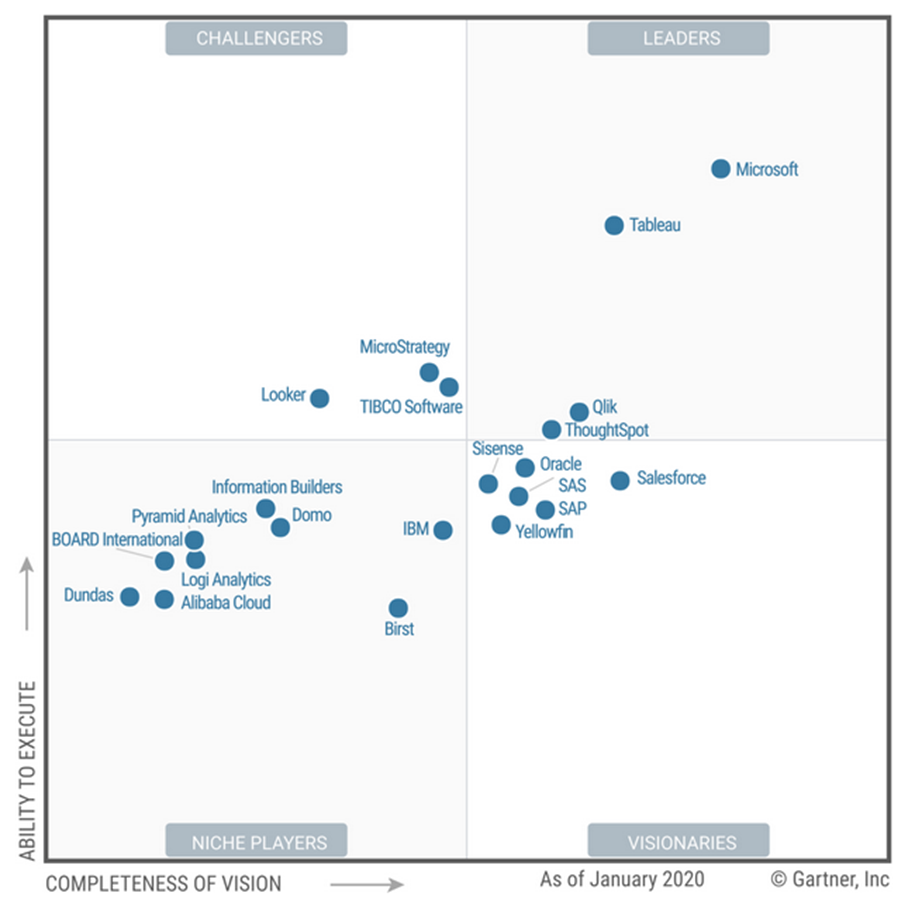 CHALLENGERS
LEADERS
Microsoft
Tableau
MicroStrategy
Looker
TIBCO Software
Qlik
ThoughtSpot
Sisense
Oracle
Salesforce
SAS
SAP
Yellowfin
Information Builders
Domo
Pyramid Analytics
IBM
BOARD International
Logi Analytics
Dundas
Alibaba Cloud
Birst
NICHE PLAYERS
VISIONARIES
ABILITY TO EXECUTE
COMPLETENESS OF VISION
As of January 2020
© Gartner, Inc